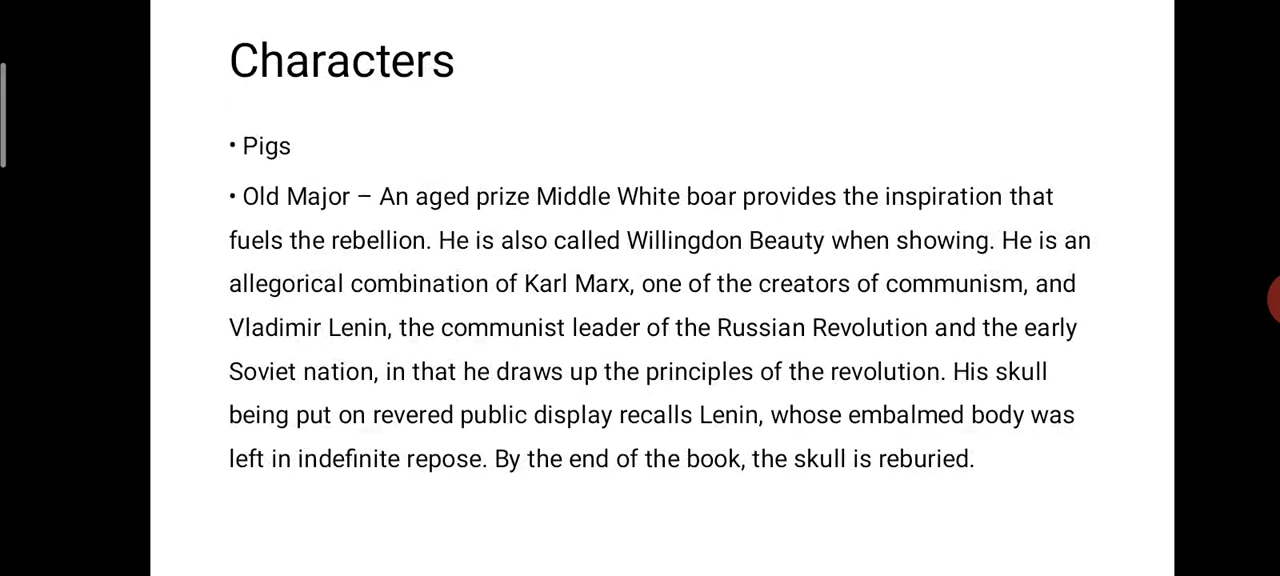 Characters
• Pigs
• Old Major – An aged prize Middle White boar provides the inspiration that
fuels the rebellion. He is also called Willingdon Beauty when showing. He is an
allegorical combination of Karl Marx, one of the creators of communism, and
Vladimir Lenin, the communist leader of the Russian Revolution and the early
Soviet nation, in that he draws up the principles of the revolution. His skull
being put on revered public display recalls Lenin, whose embalmed body was
left in indefinite repose. By the end of the book, the skull is reburied.